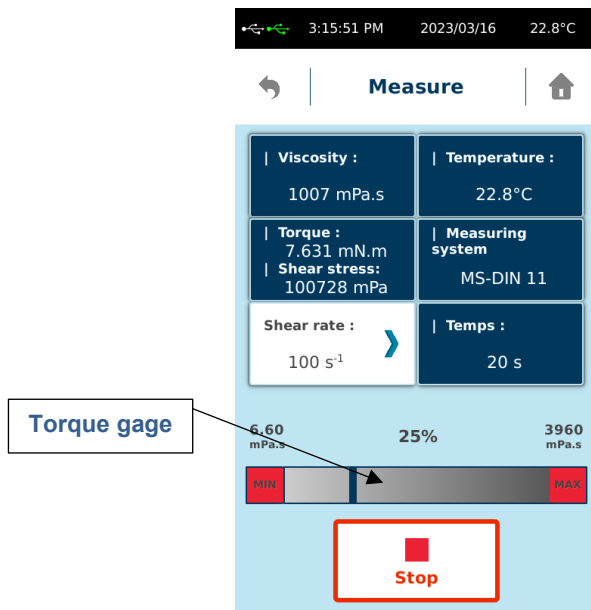 3:15:51 PM 2023/03/16 22.8°C
Measure
| Viscosity :
1007 mPa.s
| Temperature :
22.8°C
| Torque :
7.631 mN.m
| Shear stress:
100728 mPa
| Measuring
system
MS-DIN 11
Shear rate :
100 s⁻¹
| Temps :
20 s
Torque gage
6.60
mPa.s
25%
3960
mPa.s
MIN
MAX
Stop